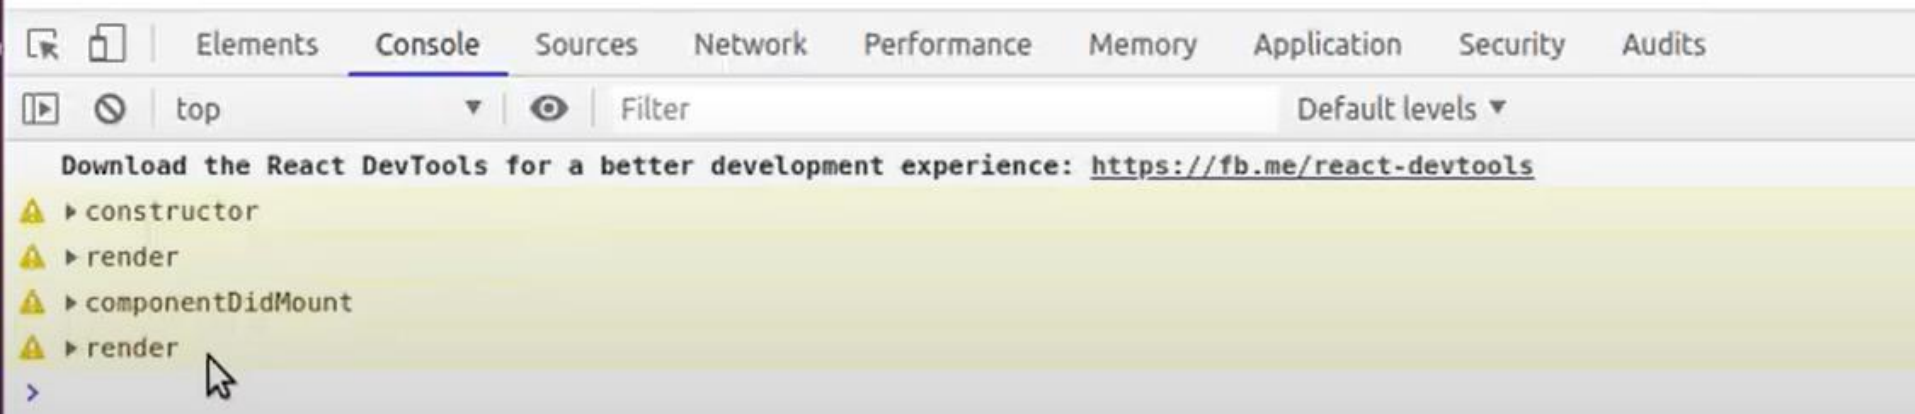 Elements Console Sources Network Performance Memory Application Security Audits
top Filter Default levels
Download the React DevTools for a better development experience: https://fb.me/react-devtools
constructor
render
componentDidMount
render